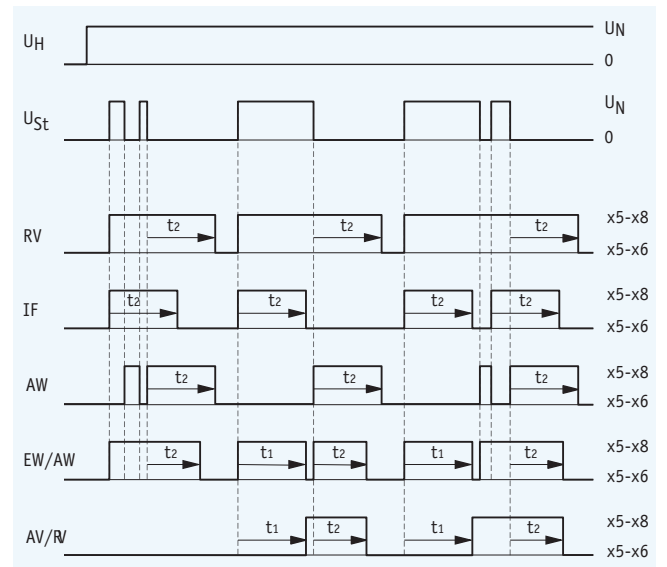 UH UN
0
USt UN
0
RV t2 t2 t2 x5-x8
x5-x6
IF t2 t2 t2 t2 x5-x8
x5-x6
AW t2 t2 t2 x5-x8
x5-x6
EW/AW t2 t1 t2 t1 t2 x5-x8
x5-x6
AV/RV t1 t2 t1 t2 x5-x8
x5-x6